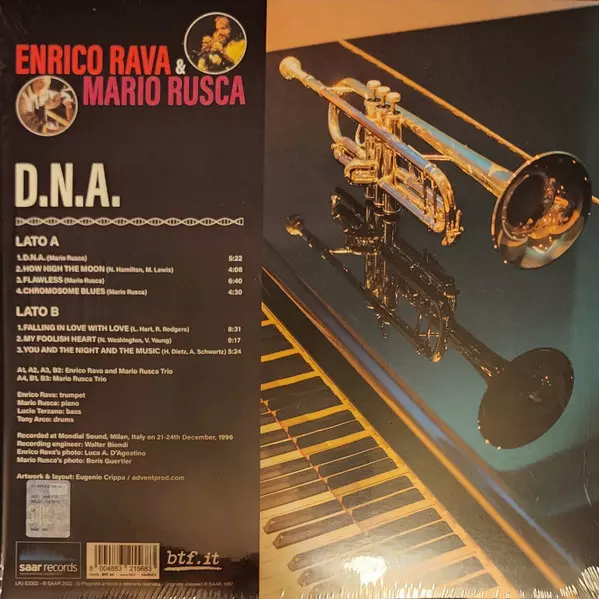 ENRICO RAVA &
MARIO RUSCA
D.N.A.
LATO A
1. D.N.A. (Mario Rusca) 5:22
2. HOW HIGH THE MOON (N. Hamilton, M. Lewis) 4:08
3. FLAWLESS (Mario Rusca) 6:40
4. CHROMOSOME BLUES (Mario Rusca) 4:30
LATO B
1. FALLING IN LOVE WITH LOVE (L. Hart, R. Rodgers) 8:31
2. MY FOOLISH HEART (N. Washington, V. Young) 9:17
3. YOU AND THE NIGHT AND THE MUSIC (H. Dietz, A. Schwartz) 5:24
A1, A2, A3, B2: Enrico Rava and Mario Rusca Trio
A4, B1, B3: Mario Rusca Trio
Enrico Rava: trumpet
Mario Rusca: piano
Lucio Terzano: bass
Tony Arco: drums
Recorded at Mondial Sound, Milan, Italy on 21-24th December, 1996
Recording engineer: Walter Biondi
Enrico Rava's photo: Luca A. D'Agostino
Mario Rusca's photo: Boris Guertler
Artwork & layout: Eugenio Crippa / adventprod.com
saar records
8 004883 215683
btf.it